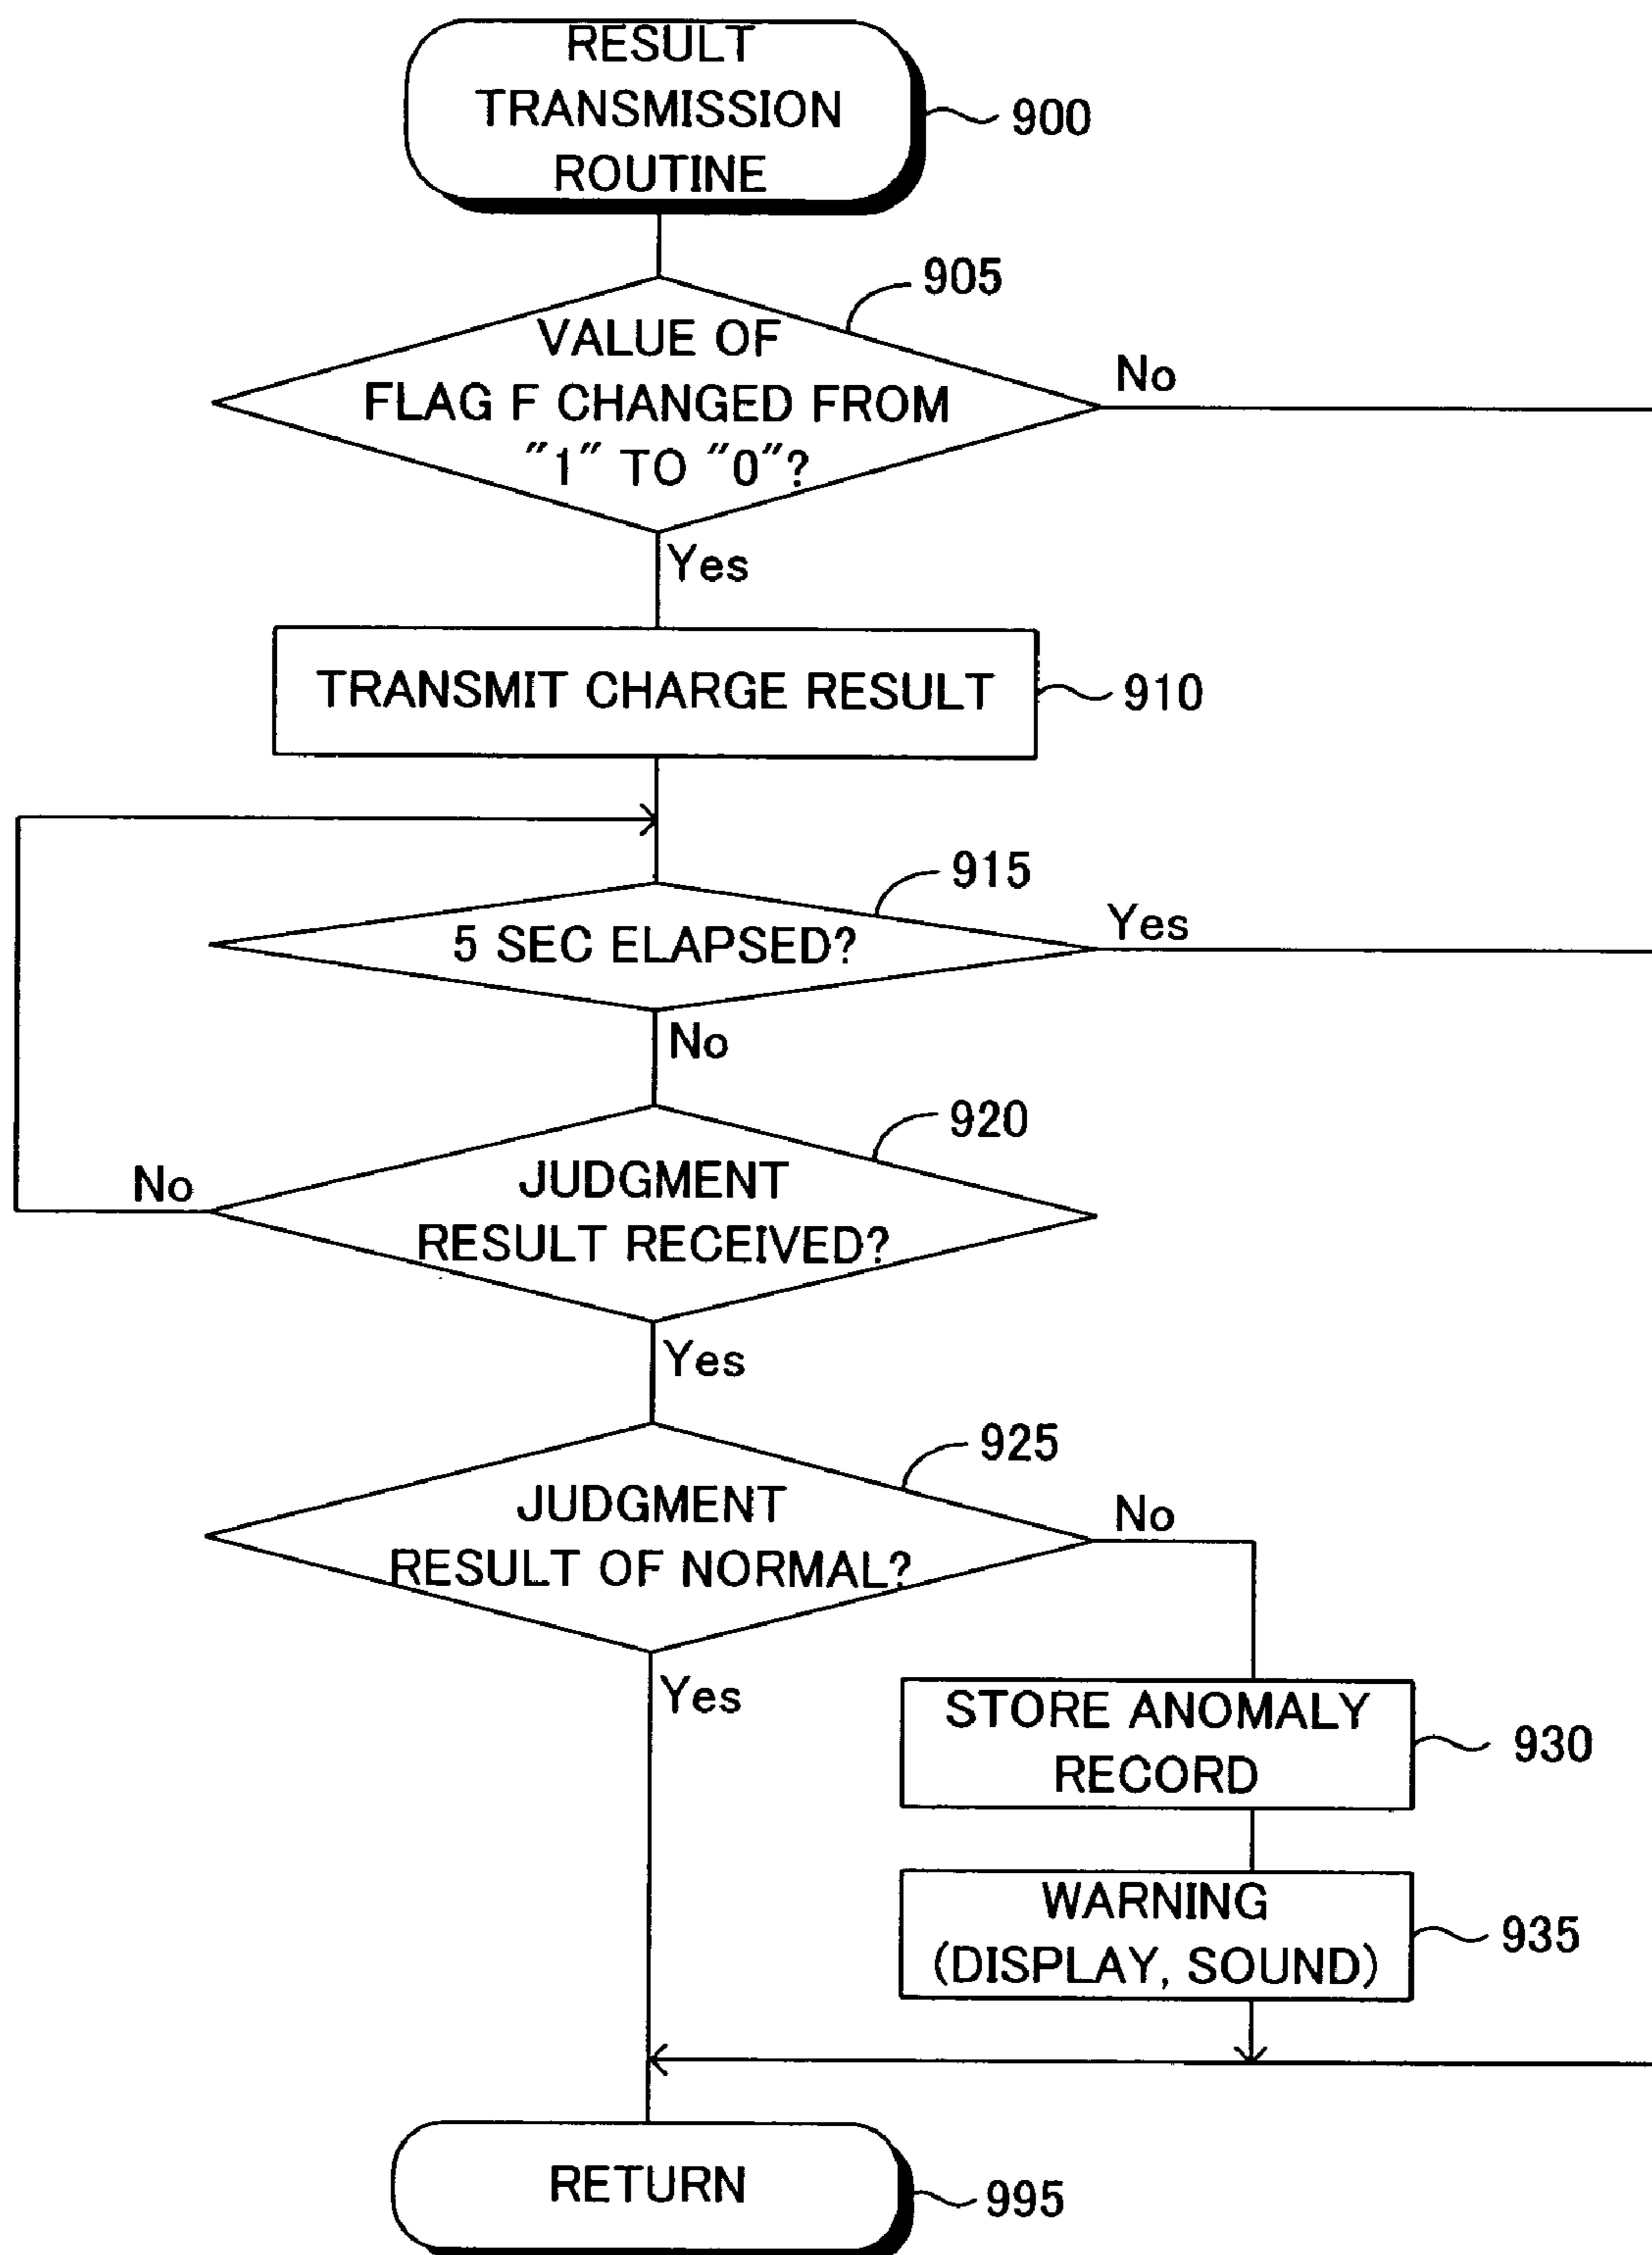 RESULT
TRANSMISSION
ROUTINE
900
905
VALUE OF
FLAG F CHANGED FROM
"1" TO "0"?
No
Yes
TRANSMIT CHARGE RESULT
910
915
5 SEC ELAPSED?
Yes
No
920
JUDGMENT
RESULT RECEIVED?
No
Yes
925
JUDGMENT
RESULT OF NORMAL?
No
Yes
STORE ANOMALY
RECORD
930
WARNING
(DISPLAY, SOUND)
935
RETURN
995